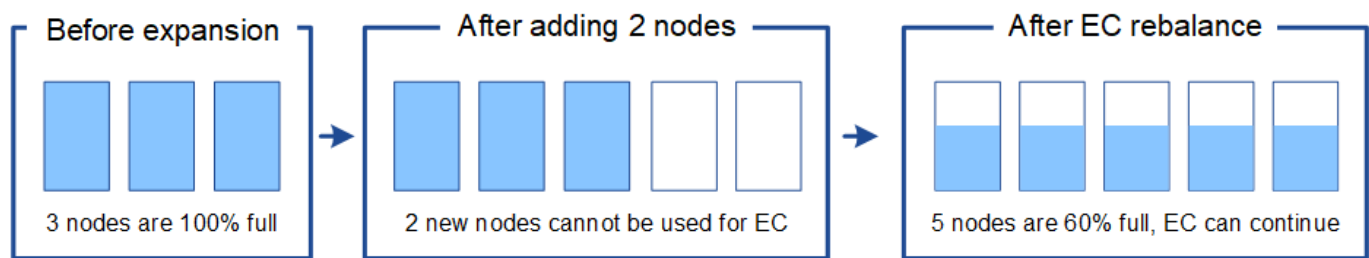 Before expansion
3 nodes are 100% full
After adding 2 nodes
2 new nodes cannot be used for EC
After EC rebalance
5 nodes are 60% full, EC can continue